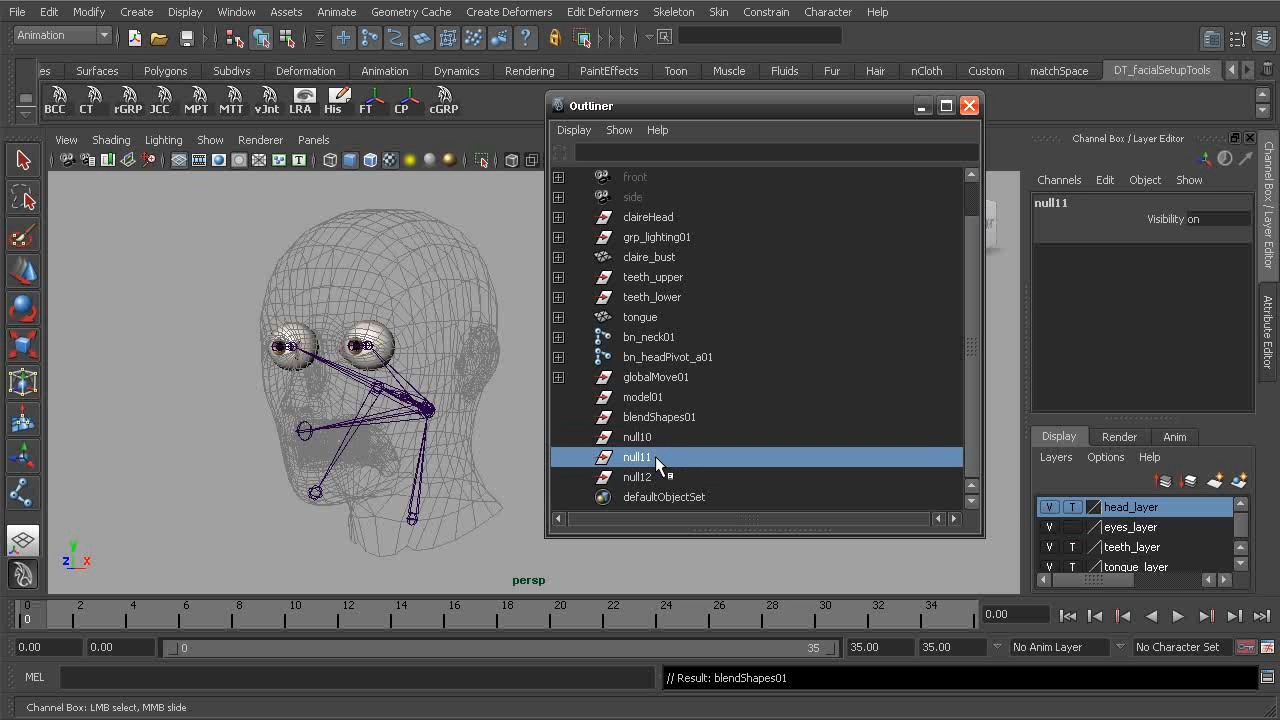 File Edit Modify Create Display Window Assets Animate Geometry Cache Create Deformers Edit Deformers Skeleton Skin Constrain Character Help
Animation
es Surfaces Polygons Subdivs Deformation Animation Dynamics Rendering PaintEffects Toon Muscle Fluids Fur Hair nCloth Custom matchSpace DT_facialSetupTools
BCC CT rGRP JCC MPT MTT vJnt LRA His FT CP cGRP
View Shading Lighting Show Renderer Panels
Outliner
Display Show Help
front
side
claireHead
grp_lighting01
claire_bust
teeth_upper
teeth_lower
tongue
bn_neck01
bn_headPivot_a01
globalMove01
model01
blendShapes01
null10
null11
null12
defaultObjectSet
Channel Box / Layer Editor
Channels Edit Object Show
null11
Visibility on
Channel Box / Layer Editor
Attribute Editor
Display Render Anim
Layers Options Help
V T head_layer
V eyes_layer
V T teeth_layer
V T tongue_layer
y
z x
persp
0 2 4 6 8 10 12 14 16 18 20 22 24 26 28 30 32 34
0
0.00
0.00 0.00 0 35 35.00 35.00 No Anim Layer No Character Set
MEL // Result: blendShapes01
Channel Box: LMB select, MMB slide